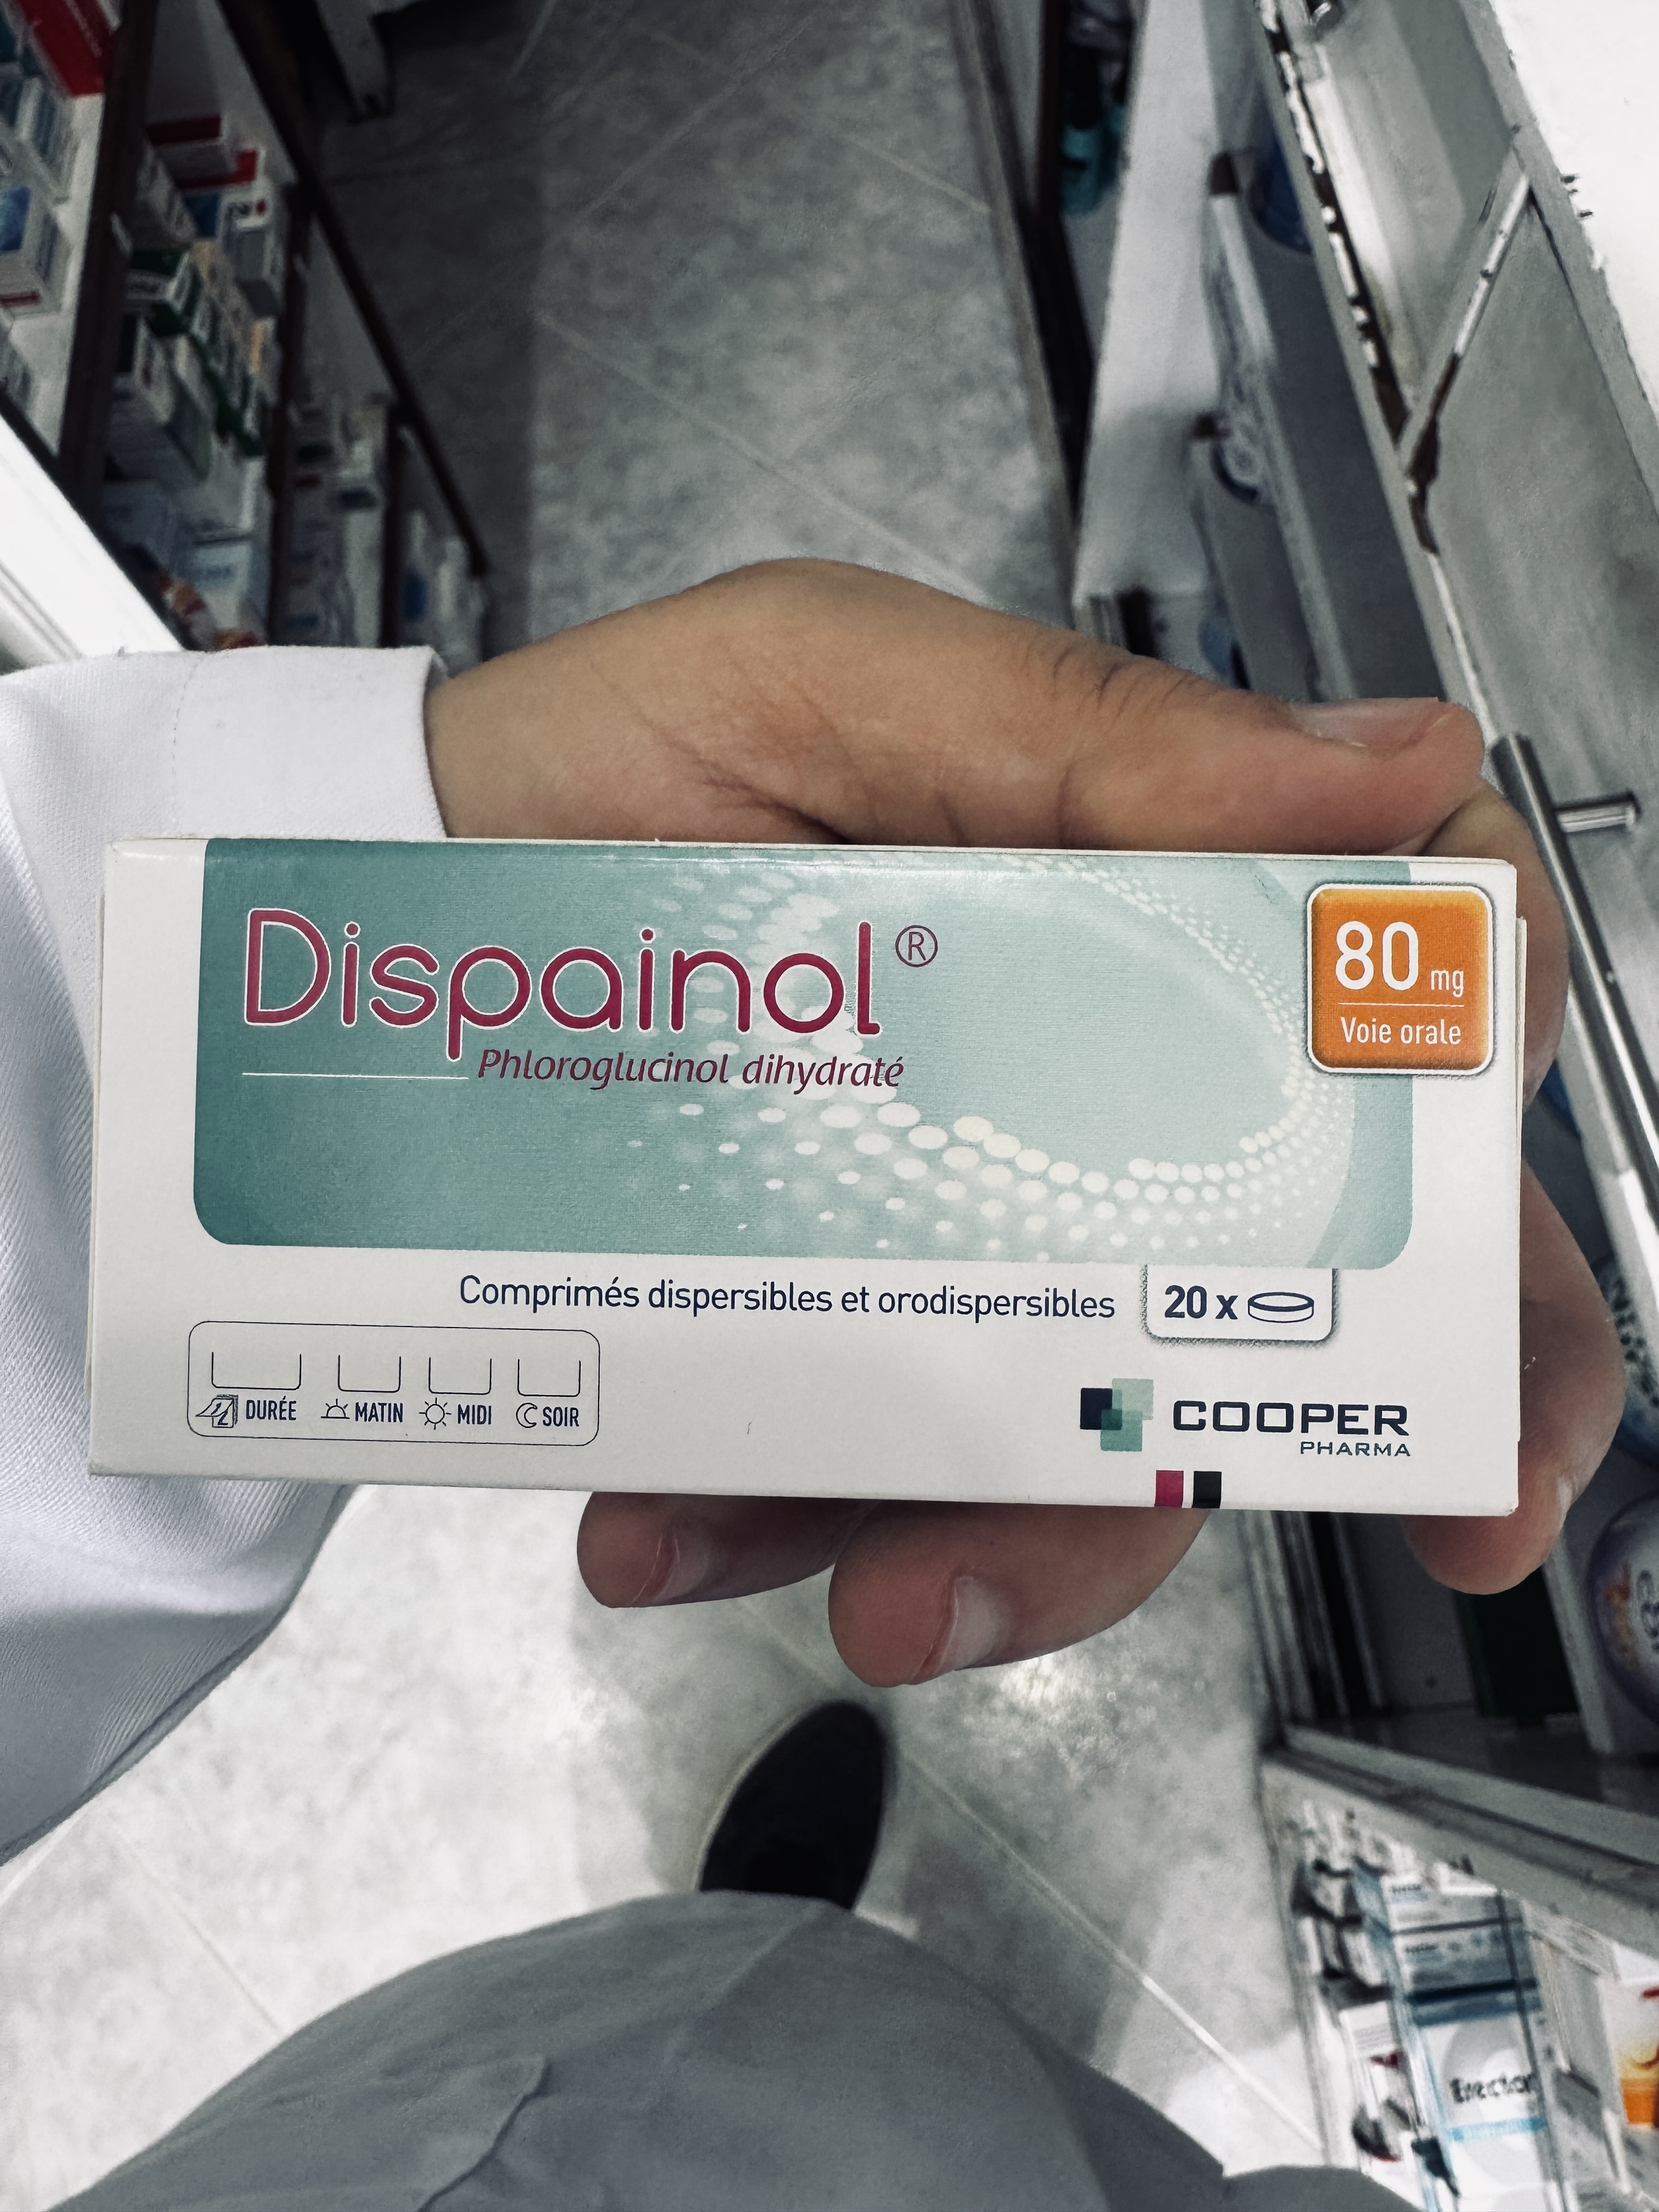 Dispainol®
Phloroglucinol dihydraté
80 mg
Voie orale
Comprimés dispersibles et orodispersibles
20 x
DURÉE MATIN MIDI SOIR
COOPER
PHARMA